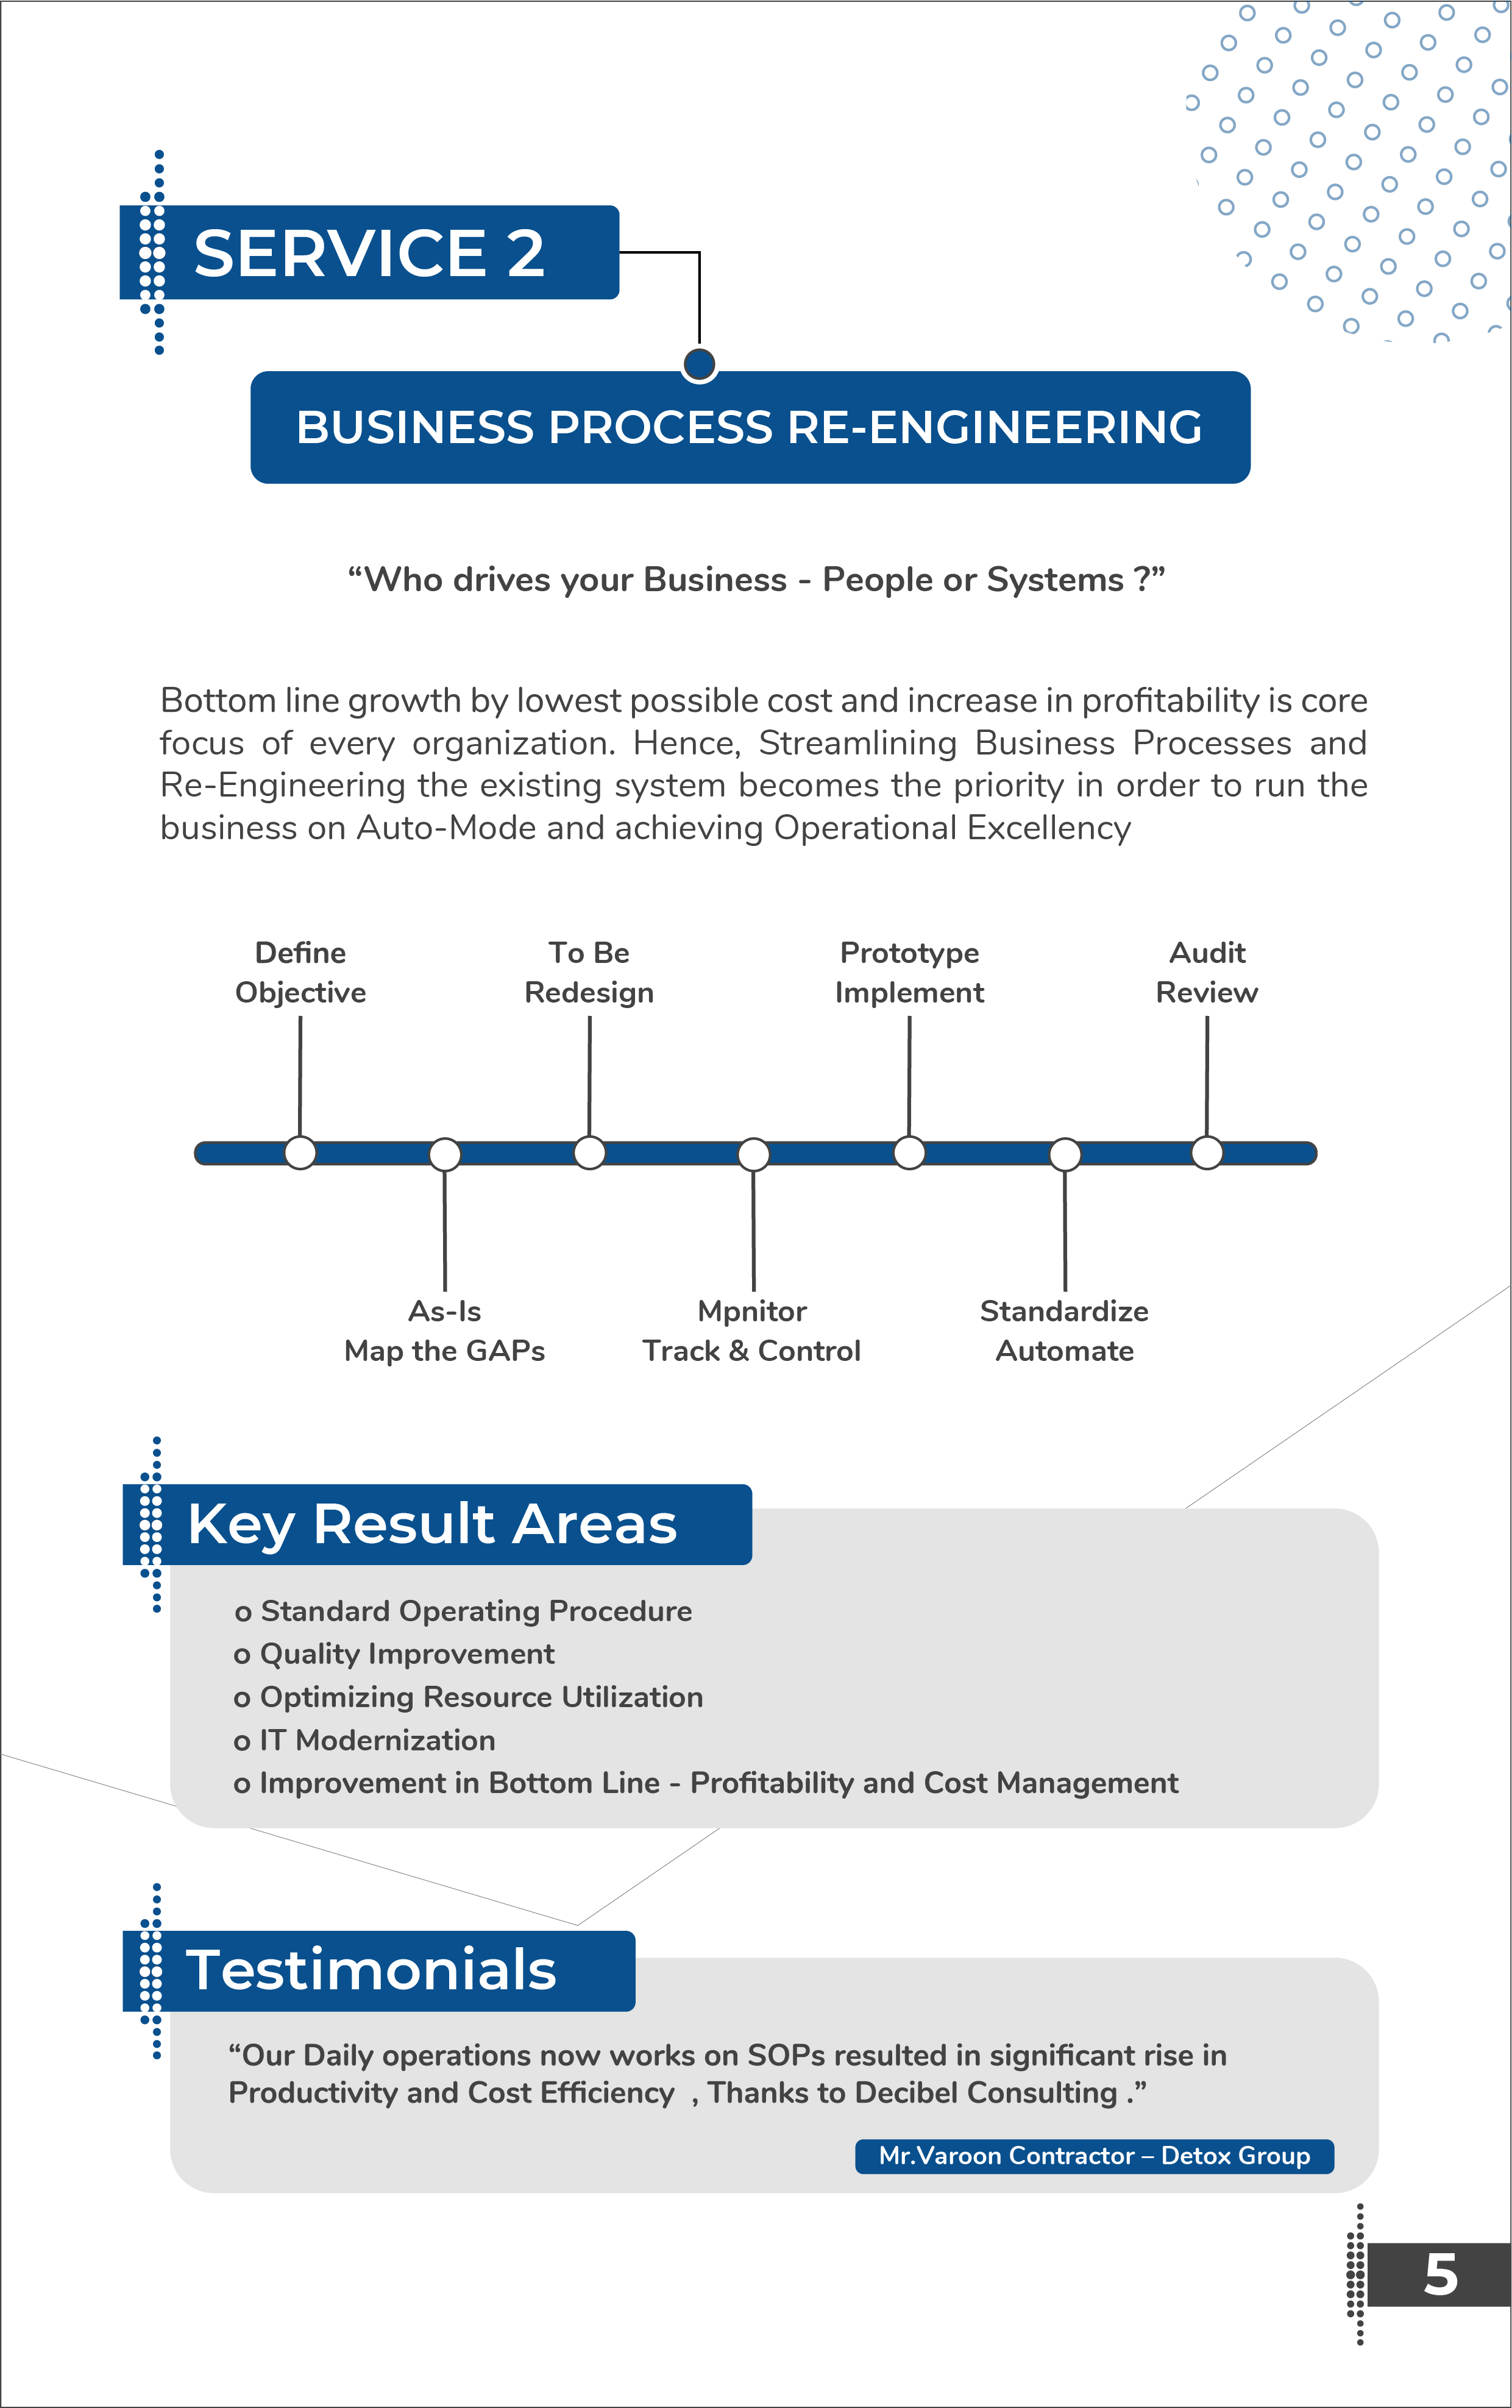 SERVICE 2
BUSINESS PROCESS RE-ENGINEERING
“Who drives your Business - People or Systems ?”
Bottom line growth by lowest possible cost and increase in profitability is core
focus of every organization. Hence, Streamlining Business Processes and
Re-Engineering the existing system becomes the priority in order to run the
business on Auto-Mode and achieving Operational Excellency
Define
Objective
To Be
Redesign
Prototype
Implement
Audit
Review
As-Is
Map the GAPs
Mpnitor
Track & Control
Standardize
Automate
Key Result Areas
o Standard Operating Procedure
o Quality Improvement
o Optimizing Resource Utilization
o IT Modernization
o Improvement in Bottom Line - Profitability and Cost Management
Testimonials
“Our Daily operations now works on SOPs resulted in significant rise in
Productivity and Cost Efficiency , Thanks to Decibel Consulting .”
Mr.Varoon Contractor – Detox Group
5